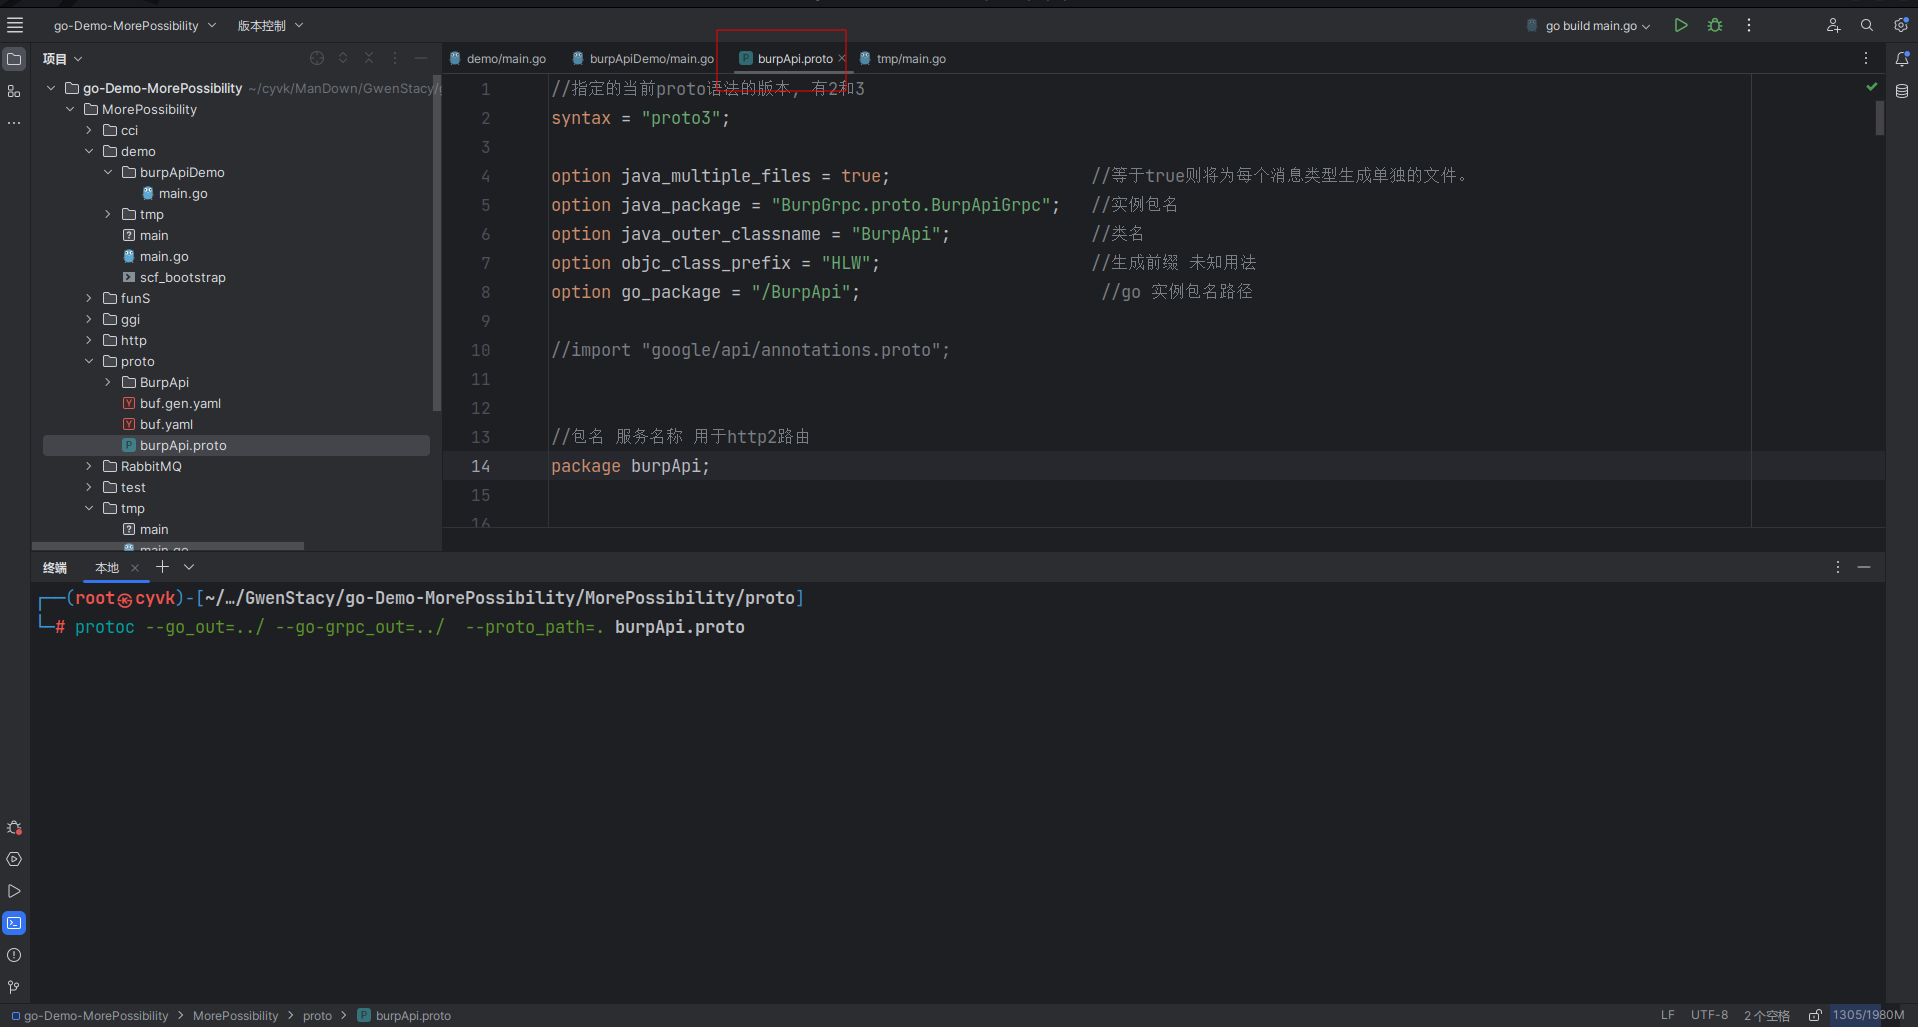 go-Demo-MorePossibility
版本控制
go build main.go
项目
demo/main.go
burpApiDemo/main.go
burpApi.proto
tmp/main.go
go-Demo-MorePossibility ~/cyvk/ManDown/GwenStacy/
MorePossibility
cci
demo
burpApiDemo
main.go
tmp
main
main.go
scf_bootstrap
funS
ggi
http
proto
BurpApi
buf.gen.yaml
buf.yaml
burpApi.proto
RabbitMQ
test
tmp
main
main.go
1 //指定的当前proto语法的版本, 有2和3
2 syntax = "proto3";
3
4 option java_multiple_files = true; //等于true则将为每个消息类型生成单独的文件。
5 option java_package = "BurpGrpc.proto.BurpApiGrpc"; //实例包名
6 option java_outer_classname = "BurpApi"; //类名
7 option objc_class_prefix = "HLW"; //生成前缀 未知用法
8 option go_package = "/BurpApi"; //go 实例包名路径
9
10 //import "google/api/annotations.proto";
11
12
13 //包名 服务名称 用于http2路由
14 package burpApi;
15
16
终端
本地
┌──(root㉿cyvk)-[~/…/GwenStacy/go-Demo-MorePossibility/MorePossibility/proto]
└─# protoc --go_out=../ --go-grpc_out=../  --proto_path=. burpApi.proto
go-Demo-MorePossibility > MorePossibility > proto > burpApi.proto
LF
UTF-8
2 个空格
1305/1980M